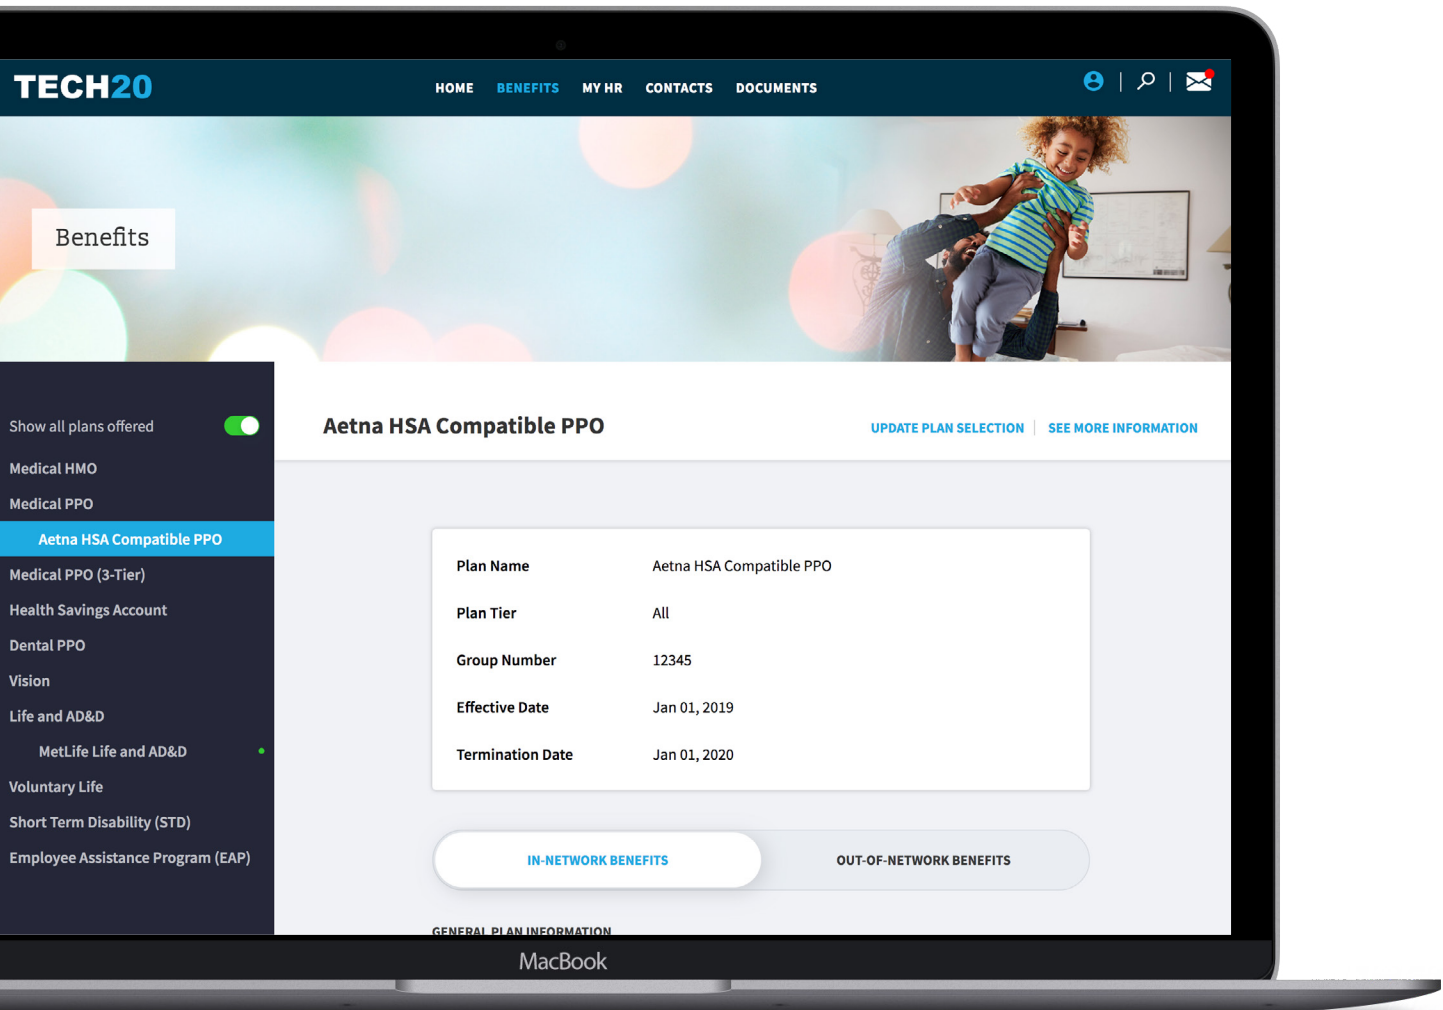 TECH20
HOME BENEFITS MY HR CONTACTS DOCUMENTS
Benefits
Show all plans offered
Medical HMO
Medical PPO
Aetna HSA Compatible PPO
Medical PPO (3-Tier)
Health Savings Account
Dental PPO
Vision
Life and AD&D
MetLife Life and AD&D
Voluntary Life
Short Term Disability (STD)
Employee Assistance Program (EAP)
Aetna HSA Compatible PPO
UPDATE PLAN SELECTION SEE MORE INFORMATION
Plan Name Aetna HSA Compatible PPO
Plan Tier All
Group Number 12345
Effective Date Jan 01, 2019
Termination Date Jan 01, 2020
IN-NETWORK BENEFITS OUT-OF-NETWORK BENEFITS
GENERAL PLAN INFORMATION
MacBook